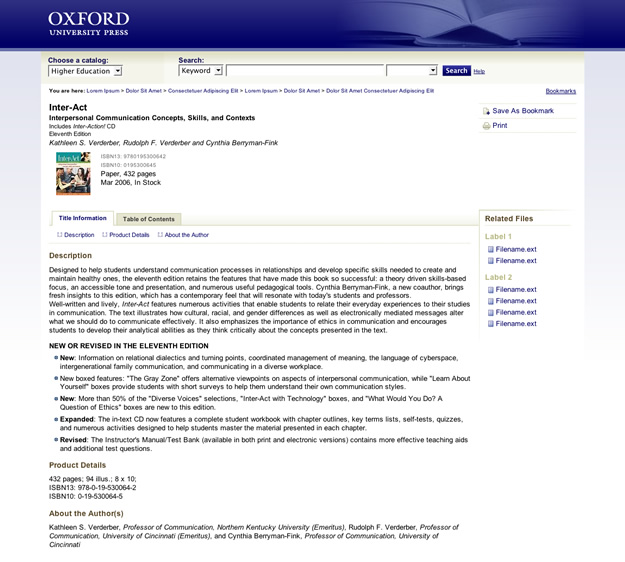 OXFORD
UNIVERSITY PRESS
Choose a catalog:
Higher Education
Search:
Keyword
Search
Help
You are here: Lorem Ipsum > Dolor Sit Amet > Consectetuer Adipiscing Elit > Lorem Ipsum > Dolor Sit Amet > Dolor Sit Amet Consectetuer Adipiscing Elit
Bookmarks
Inter-Act
Interpersonal Communication Concepts, Skills, and Contexts
Includes Inter-Action! CD
Eleventh Edition
Kathleen S. Verderber, Rudolph F. Verderber and Cynthia Berryman-Fink
Save As Bookmark
Print
InterAct
ISBN13: 9780195300642
ISBN10: 0195300645
Paper, 432 pages
Mar 2006, In Stock
Title Information
Table of Contents
Description
Product Details
About the Author
Related Files
Label 1
Filename.ext
Filename.ext
Label 2
Filename.ext
Filename.ext
Filename.ext
Filename.ext
Description
Designed to help students understand communication processes in relationships and develop specific skills needed to create and
maintain healthy ones, the eleventh edition retains the features that have made this book so successful: a theory driven skills-based
focus, an accessible tone and presentation, and numerous useful pedagogical tools. Cynthia Berryman-Fink, a new coauthor, brings
fresh insights to this edition, which has a contemporary feel that will resonate with today's students and professors.
Well-written and lively, Inter-Act features numerous activities that enable students to relate their everyday experiences to their studies
in communication. The text illustrates how cultural, racial, and gender differences as well as electronically mediated messages alter
what we should do to communicate effectively. It also emphasizes the importance of ethics in communication and encourages
students to develop their analytical abilities as they think critically about the concepts presented in the text.
NEW OR REVISED IN THE ELEVENTH EDITION
New: Information on relational dialectics and turning points, coordinated management of meaning, the language of cyberspace,
intergenerational family communication, and communicating in a diverse workplace.
New boxed features: "The Gray Zone" offers alternative viewpoints on aspects of interpersonal communication, while "Learn About
Yourself" boxes provide students with short surveys to help them understand their own communication styles.
New: More than 50% of the "Diverse Voices" selections, "Inter-Act with Technology" boxes, and "What Would You Do? A
Question of Ethics" boxes are new to this edition.
Expanded: The in-text CD now features a complete student workbook with chapter outlines, key terms lists, self-tests, quizzes,
and numerous activities designed to help students master the material presented in each chapter.
Revised: The Instructor's Manual/Test Bank (available in both print and electronic versions) contains more effective teaching aids
and additional test questions.
Product Details
432 pages; 94 illus.; 8 x 10;
ISBN13: 978-0-19-530064-2
ISBN10: 0-19-530064-5
About the Author(s)
Kathleen S. Verderber, Professor of Communication, Northern Kentucky University (Emeritus), Rudolph F. Verderber, Professor of
Communication, University of Cincinnati (Emeritus), and Cynthia Berryman-Fink, Professor of Communication, University of
Cincinnati